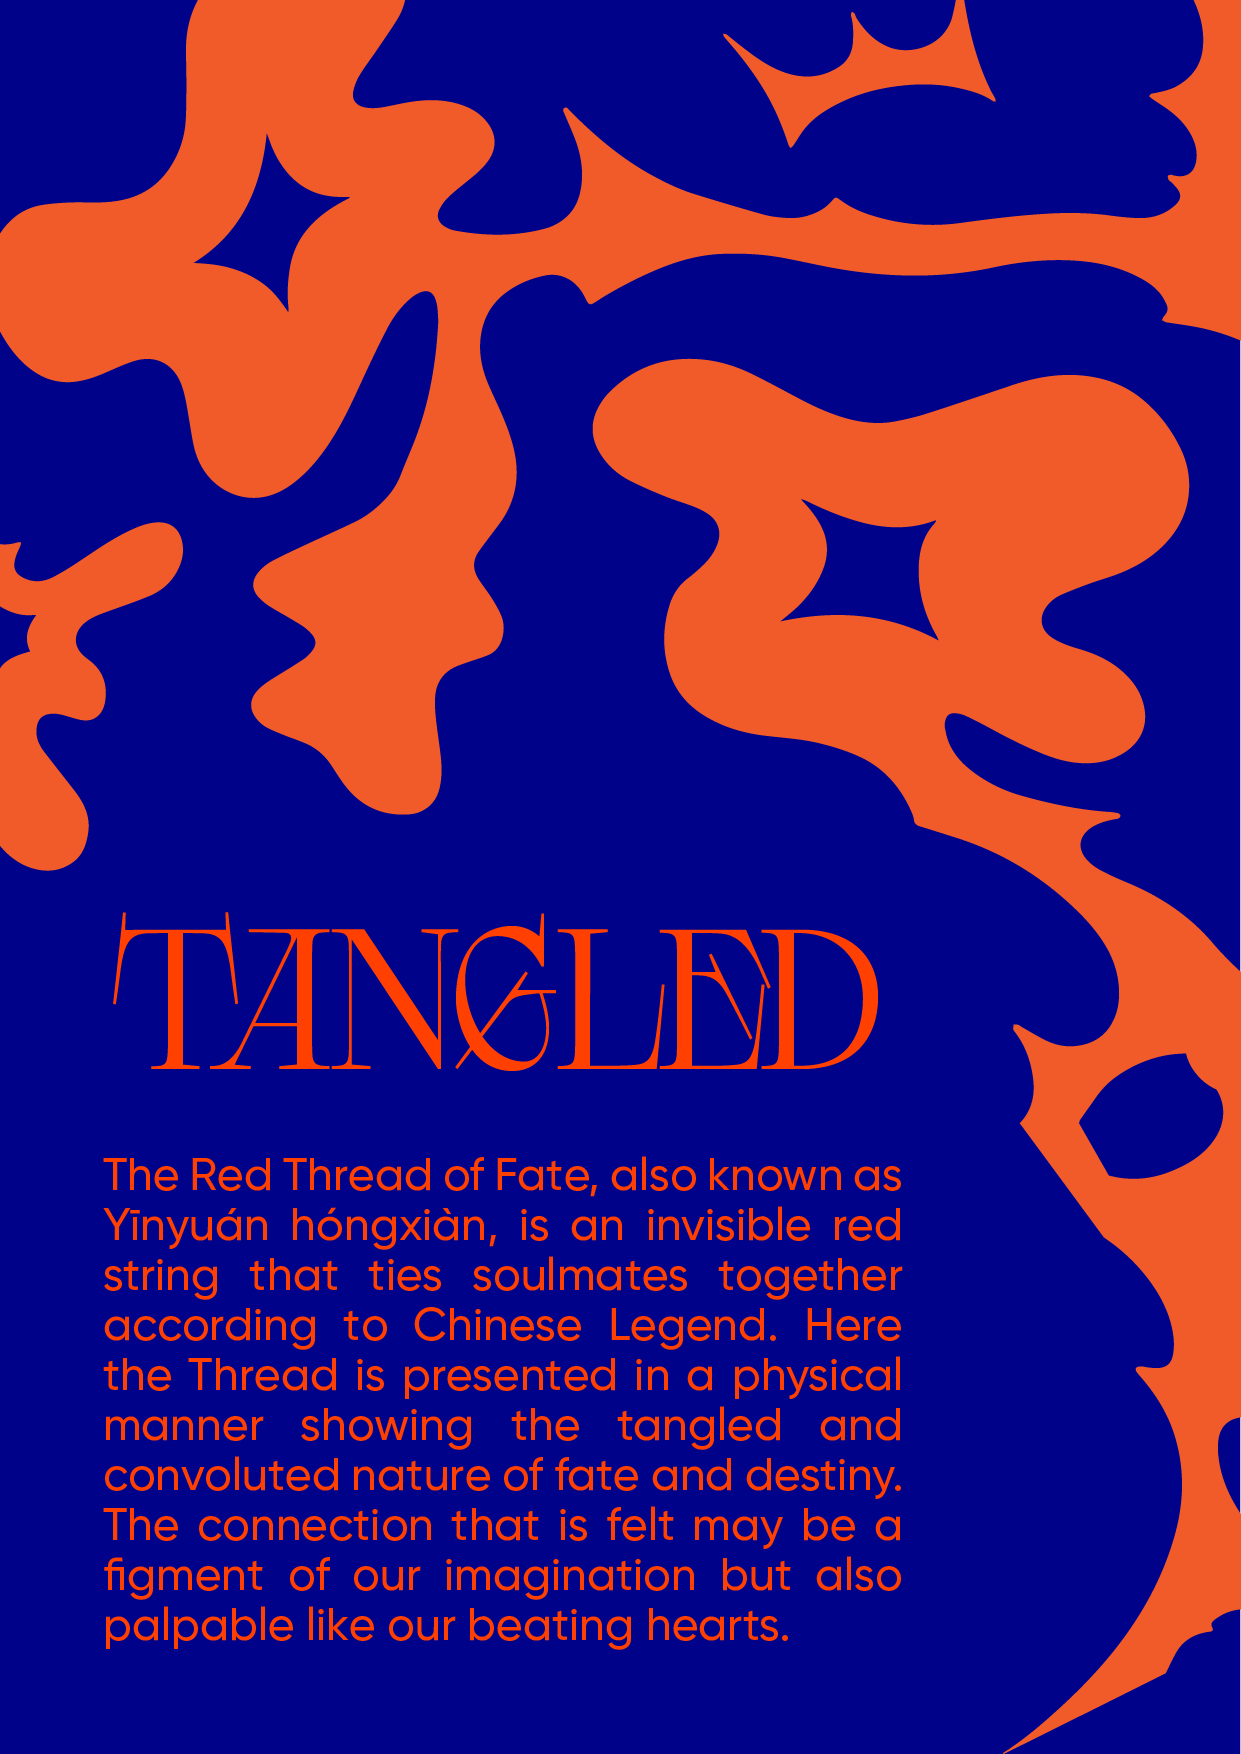 TANGLED
The Red Thread of Fate, also known as
Yīnyuán hóngxiàn, is an invisible red
string that ties soulmates together
according to Chinese Legend. Here
the Thread is presented in a physical
manner showing the tangled and
convoluted nature of fate and destiny.
The connection that is felt may be a
figment of our imagination but also
palpable like our beating hearts.